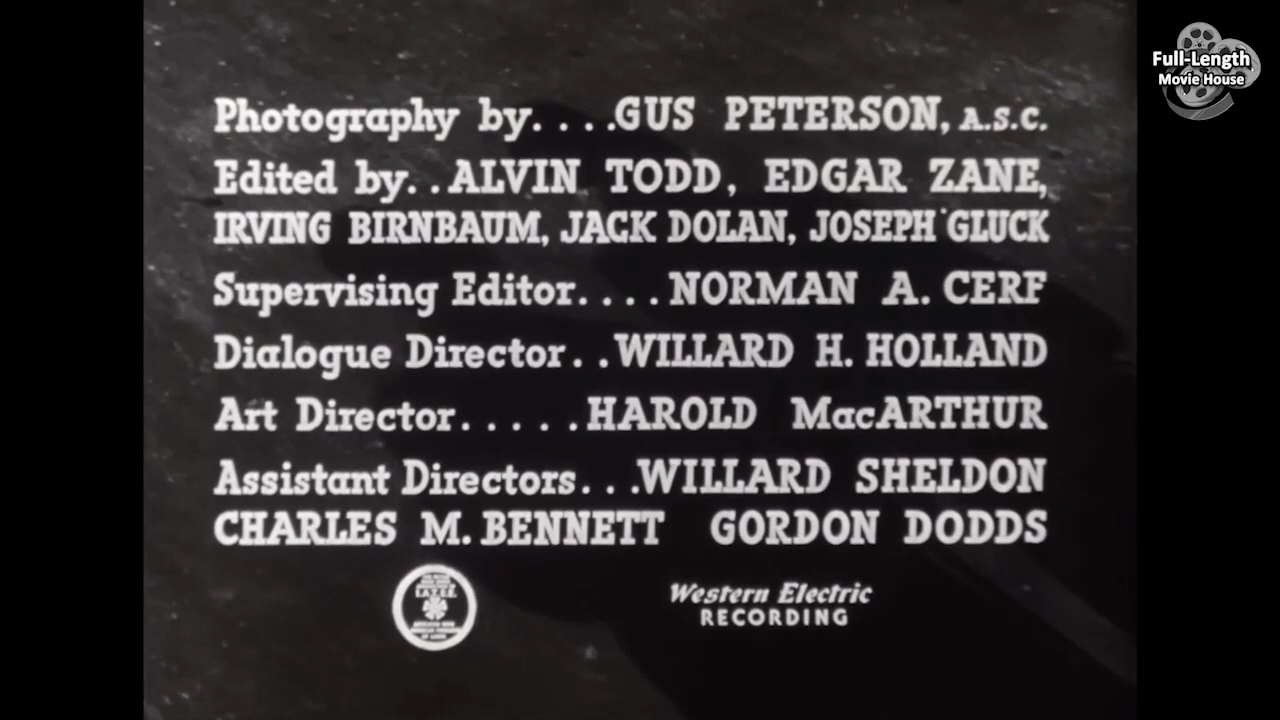 Full-Length
Movie House
Photography by....GUS PETERSON, A.S.C.
Edited by..ALVIN TODD, EDGAR ZANE,
IRVING BIRNBAUM, JACK DOLAN, JOSEPH GLUCK
Supervising Editor....NORMAN A. CERF
Dialogue Director..WILLARD H. HOLLAND
Art Director.....HAROLD MacARTHUR
Assistant Directors...WILLARD SHELDON
CHARLES M. BENNETT GORDON DODDS
I.A.T.S.E.
Western Electric
RECORDING